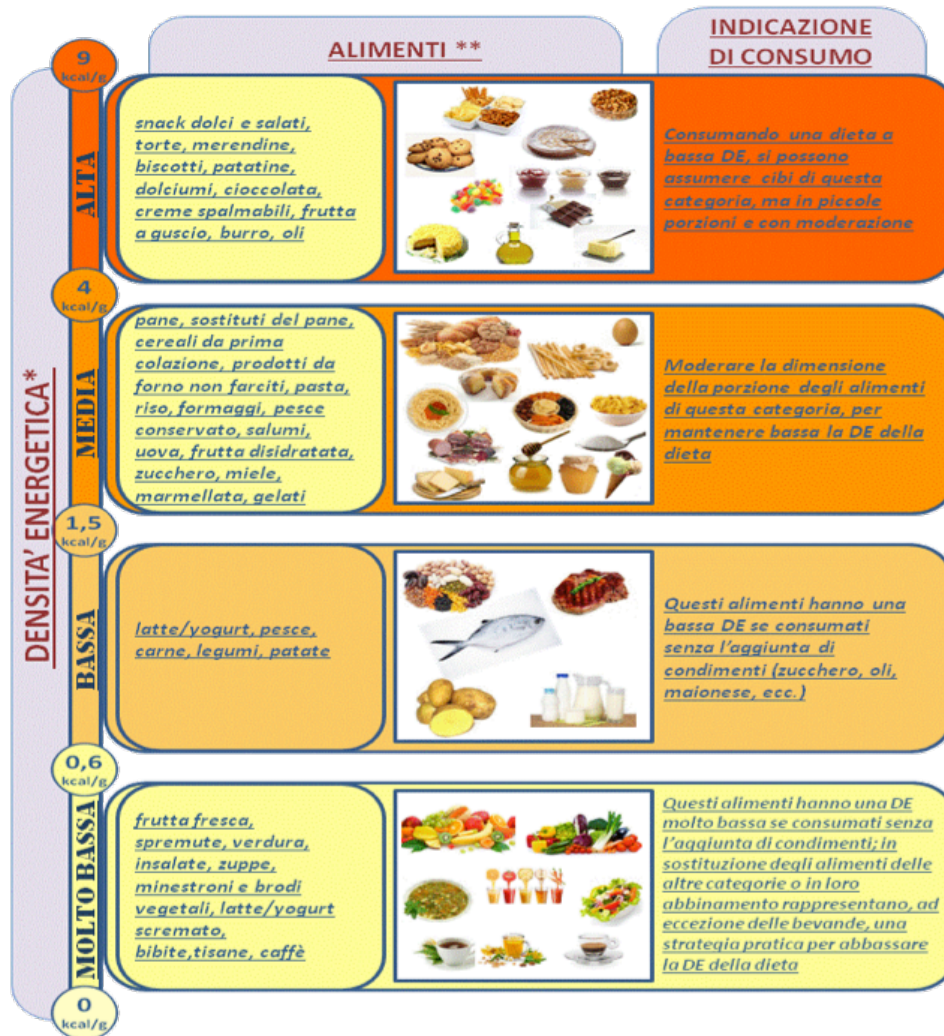 ALIMENTI **
INDICAZIONE
DI CONSUMO
DENSITA' ENERGETICA*
9
kcal/g
ALTA
snack dolci e salati,
torte, merendine,
biscotti, patatine,
dolciumi, cioccolata,
creme spalmabili, frutta
a guscio, burro, oli
Consumando una dieta a
bassa DE, si possono
assumere cibi di questa
categoria, ma in piccole
porzioni e con moderazione
4
kcal/g
MEDIA
pane, sostituti del pane,
cereali da prima
colazione, prodotti da
forno non farciti, pasta,
riso, formaggi, pesce
conservato, salumi,
uova, frutta disidratata,
zucchero, miele,
marmellata, gelati
Moderare la dimensione
della porzione degli alimenti
di questa categoria, per
mantenere bassa la DE della
dieta
1,5
kcal/g
BASSA
latte/yogurt, pesce,
carne, legumi, patate
Questi alimenti hanno una
bassa DE se consumati
senza l'aggiunta di
condimenti (zucchero, oli,
maionese, ecc.)
0,6
kcal/g
MOLTO BASSA
frutta fresca,
spremute, verdura,
insalate, zuppe,
minestroni e brodi
vegetali, latte/yogurt
scremato,
bibite,tisane, caffè
Questi alimenti hanno una DE
molto bassa se consumati senza
l'aggiunta di condimenti; in
sostituzione degli alimenti delle
altre categorie o in loro
abbinamento rappresentano, ad
eccezione delle bevande, una
strategia pratica per abbassare
la DE della dieta
0
kcal/g